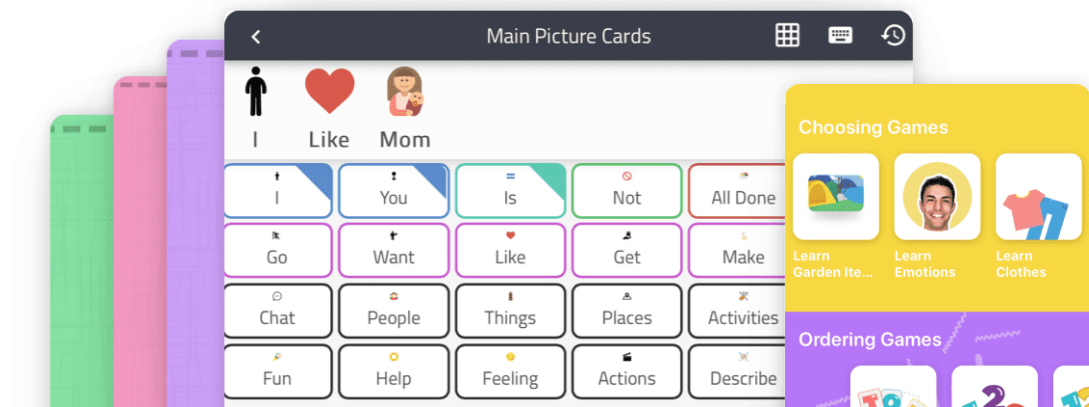 Main Picture Cards
I Like Mom
I You Is Not All Done
Go Want Like Get Make
Chat People Things Places Activities
Fun Help Feeling Actions Describe
Choosing Games
Learn
Garden Ite...
Learn
Emotions
Learn
Clothes
Ordering Games
2